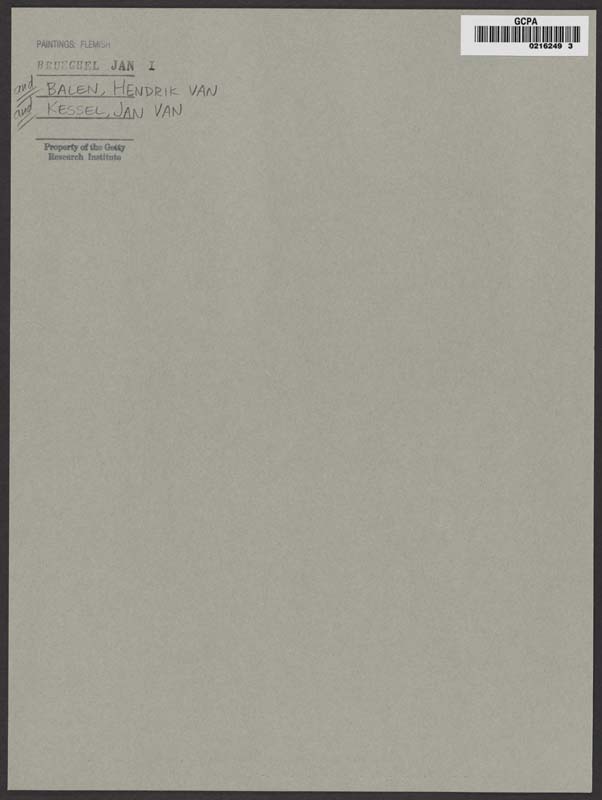 PAINTINGS: FLEMISH
BRUEGHEL JAN I
and BALEN, HENDRIK VAN
and KESSEL, JAN VAN
Property of the Getty
Research Institute
GCPA
0216249 3